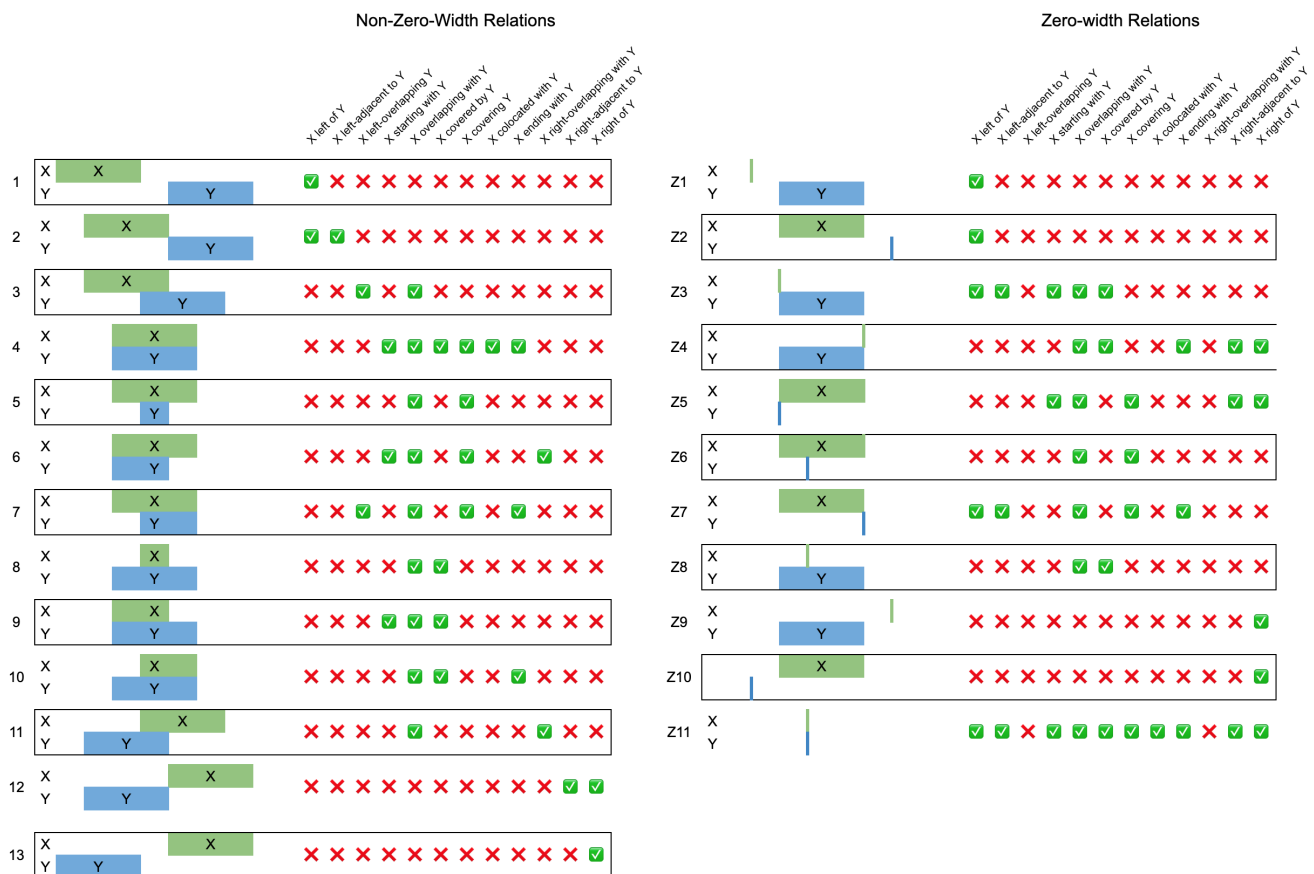 Non-Zero-Width Relations
X left of Y
X left-adjacent to Y
X left-overlapping Y
X starting with Y
X overlapping with Y
X covered by Y
X covering Y
X colocated with Y
X ending with Y
X right-overlapping with Y
X right-adjacent to Y
X right of Y
1
X X
Y Y
2
X X
Y Y
3
X X
Y Y
4
X X
Y Y
5
X X
Y Y
6
X X
Y Y
7
X X
Y Y
8
X X
Y Y
9
X X
Y Y
10
X X
Y Y
11
X X
Y Y
12
X X
Y Y
13
X X
Y Y
Zero-width Relations
X left of Y
X left-adjacent to Y
X left-overlapping Y
X starting with Y
X overlapping with Y
X covered by Y
X covering Y
X colocated with Y
X ending with Y
X right-overlapping with Y
X right-adjacent to Y
X right of Y
Z1
X
Y Y
Z2
X X
Y
Z3
X
Y Y
Z4
X
Y Y
Z5
X X
Y
Z6
X X
Y
Z7
X X
Y
Z8
X
Y Y
Z9
X
Y Y
Z10
X X
Y
Z11
X
Y